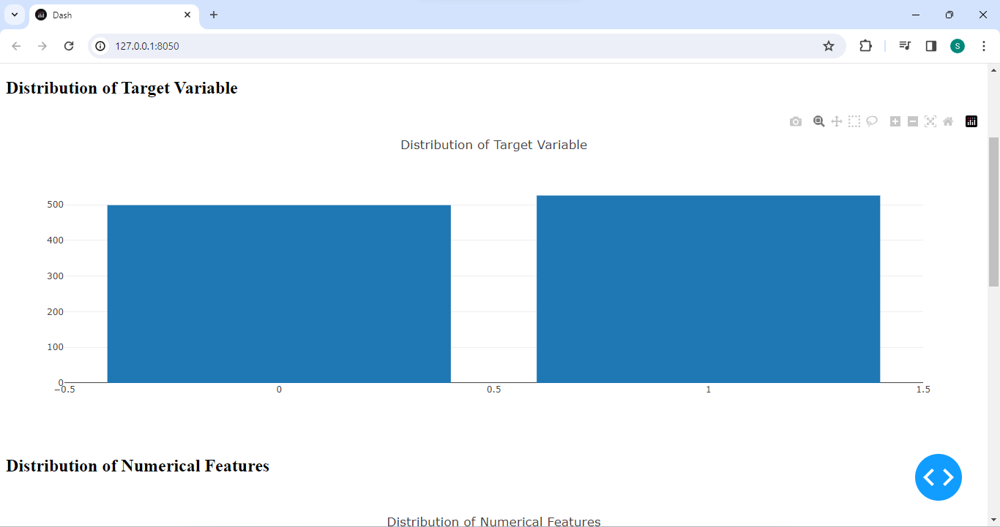 Dash
127.0.0.1:8050
S
Distribution of Target Variable
Distribution of Target Variable
500
400
300
200
100
0
−0.5 0 0.5 1 1.5
Distribution of Numerical Features
Distribution of Numerical Features